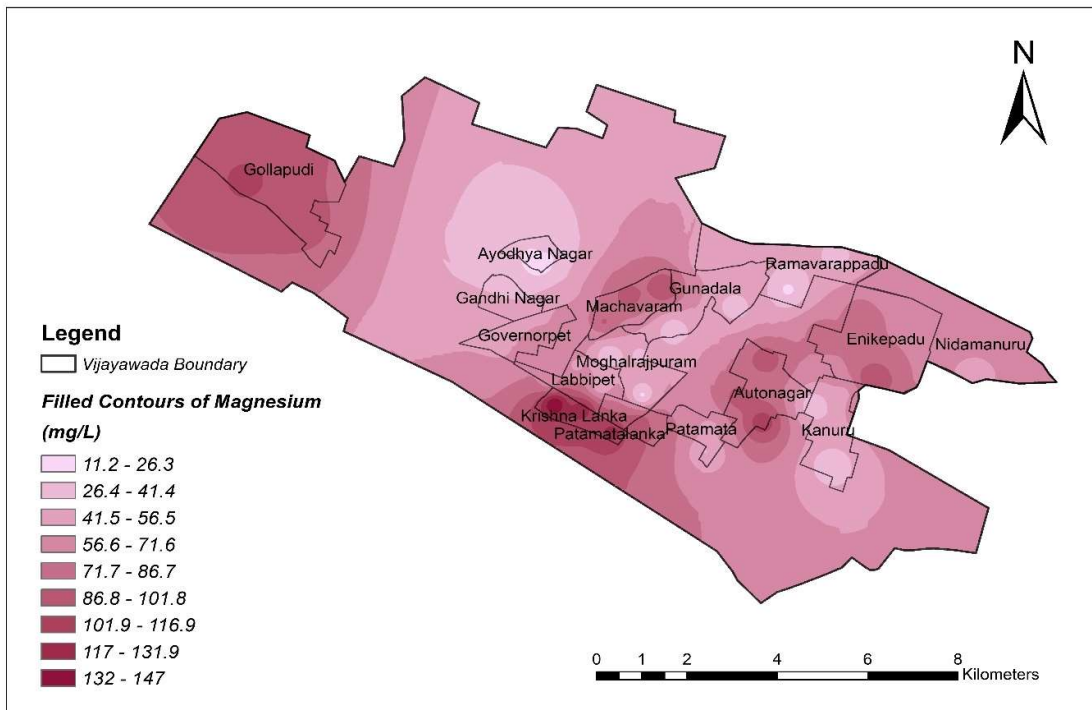 N
Gollapudi
Ayodhya Nagar
Ramavarappadu
Gandhi Nagar
Gunadala
Machavaram
Governorpet
Enikepadu
Nidamanuru
Moghalrajpuram
Labbipet
Autonagar
Krishna Lanka
Patamatalanka
Patamata
Kanuru
Legend
Vijayawada Boundary
Filled Contours of Magnesium
(mg/L)
11.2 - 26.3
26.4 - 41.4
41.5 - 56.5
56.6 - 71.6
71.7 - 86.7
86.8 - 101.8
101.9 - 116.9
117 - 131.9
132 - 147
0 1 2 4 6 8
Kilometers